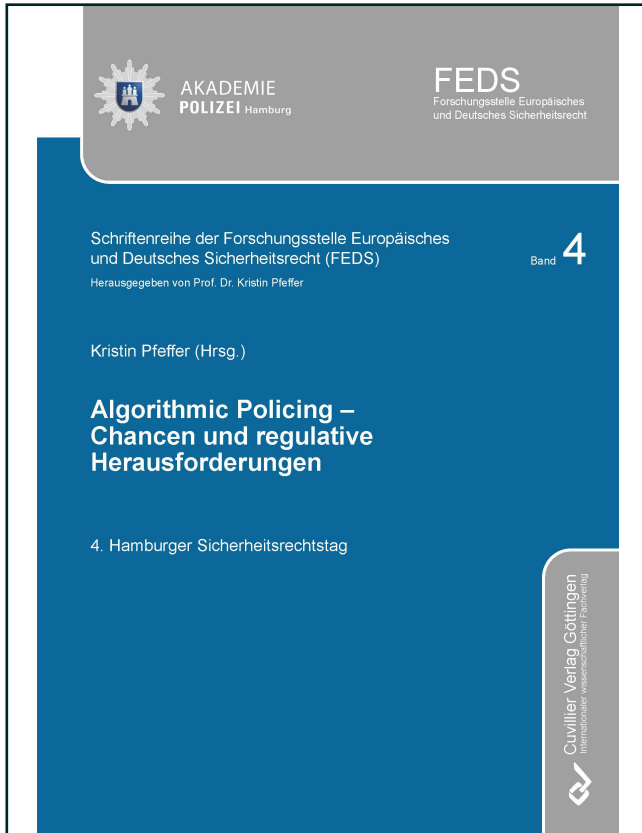 AKADEMIE
POLIZEI Hamburg
FEDS
Forschungsstelle Europäisches
und Deutsches Sicherheitsrecht
Schriftenreihe der Forschungsstelle Europäisches
und Deutsches Sicherheitsrecht (FEDS)
Band 4
Herausgegeben von Prof. Dr. Kristin Pfeffer
Kristin Pfeffer (Hrsg.)
Algorithmic Policing –
Chancen und regulative
Herausforderungen
4. Hamburger Sicherheitsrechtstag
Cuvillier Verlag Göttingen
Internationaler wissenschaftlicher Fachverlag